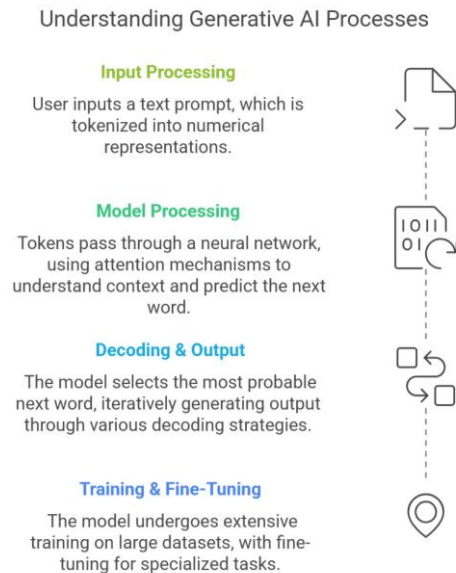 Understanding Generative AI Processes
Input Processing
User inputs a text prompt, which is
tokenized into numerical
representations.
Model Processing
Tokens pass through a neural network,
using attention mechanisms to
understand context and predict the next
word.
Decoding & Output
The model selects the most probable
next word, iteratively generating output
through various decoding strategies.
Training & Fine-Tuning
The model undergoes extensive
training on large datasets, with fine-
tuning for specialized tasks.
1011
01